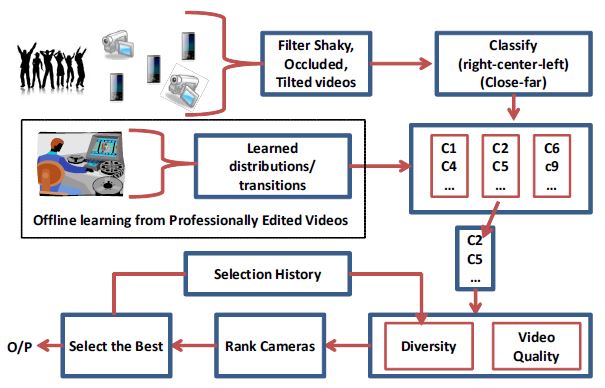 Filter Shaky,
Occluded,
Tilted videos
Classify
(right-center-left)
(Close-far)
Learned
distributions/
transitions
Offline learning from Professionally Edited Videos
C1
C4
...
C2
C5
...
C6
c9
...
C2
C5
...
Selection History
O/P
Select the Best
Rank Cameras
Diversity
Video
Quality